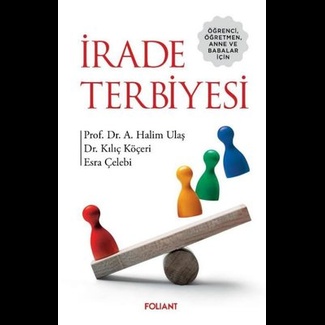 ÖĞRENCİ,
ÖĞRETMEN,
ANNE VE
BABALAR
İÇİN
İRADE
TERBİYESİ
Prof. Dr. A. Halim Ulaş
Dr. Kılıç Köçeri
Esra Çelebi
FOLIANT